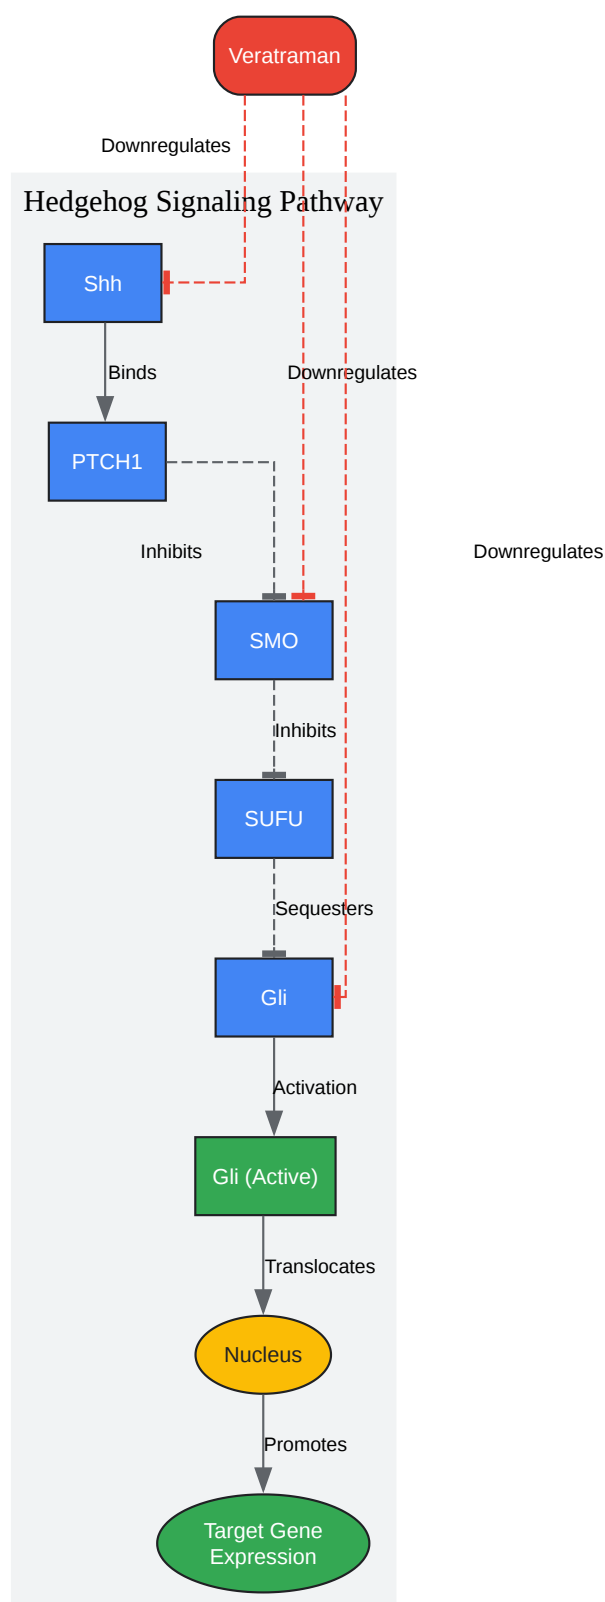 Veratraman
Downregulates
Hedgehog Signaling Pathway
Shh
Binds
Downregulates
PTCH1
Inhibits
Downregulates
SMO
Inhibits
SUFU
Sequesters
Gli
Activation
Gli (Active)
Translocates
Nucleus
Promotes
Target Gene
Expression